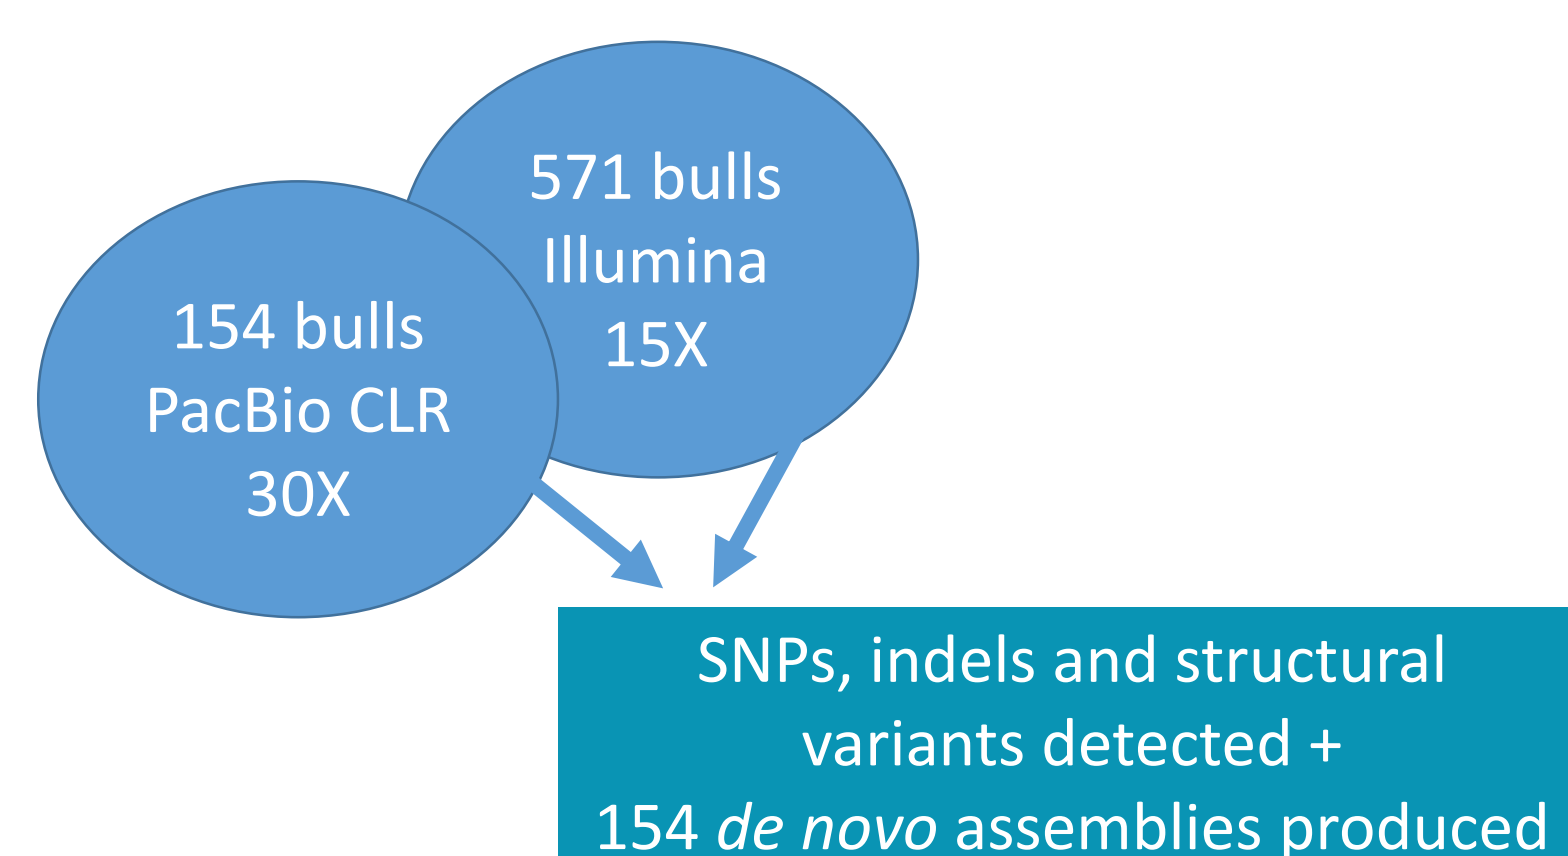 571 bulls
Illumina
15X
154 bulls
PacBio CLR
30X
SNPs, indels and structural
variants detected +
154 de novo assemblies produced